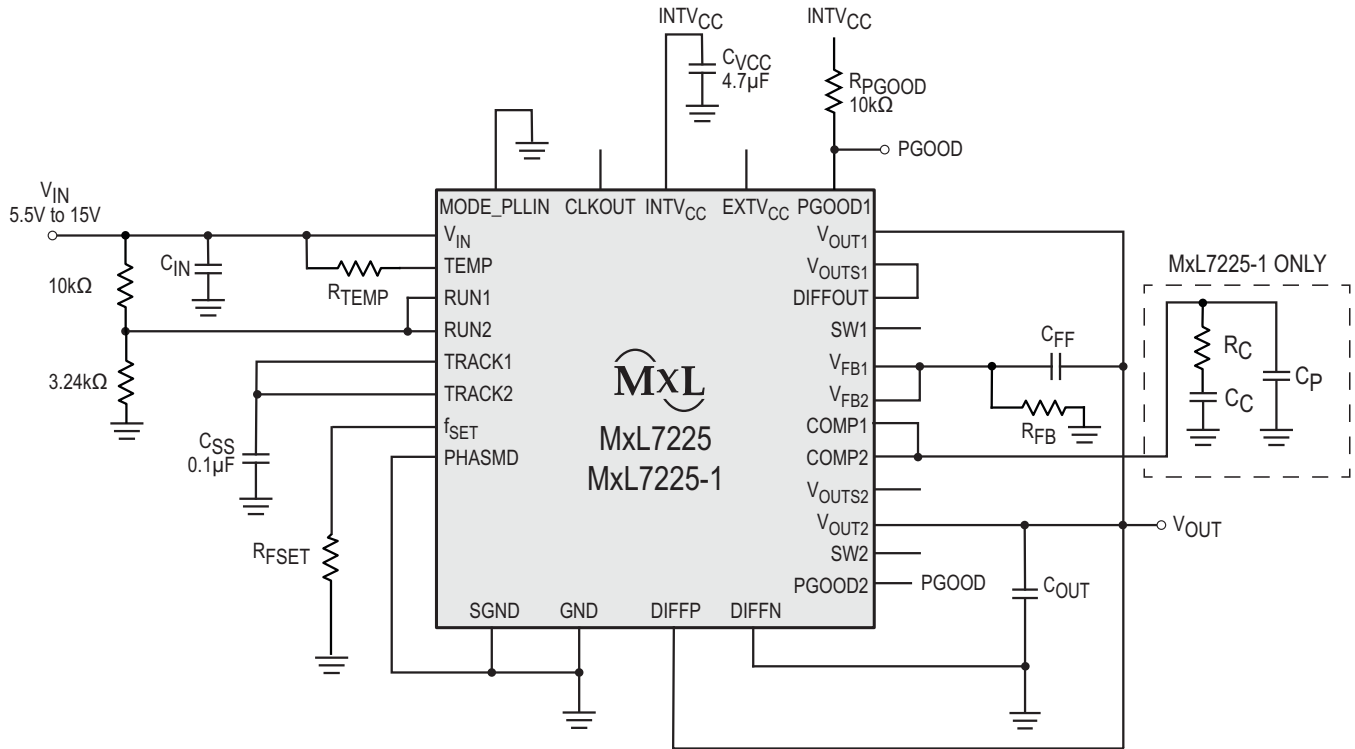 INTVCC
INTVCC
CVCC
4.7µF
RPGOOD
10kΩ
PGOOD
VIN
5.5V to 15V
MODE_PLLIN
CLKOUT
INTVCC
EXTVCC
PGOOD1
VIN
TEMP
RUN1
RUN2
TRACK1
TRACK2
fSET
PHASMD
CIN
RTEMP
10kΩ
3.24kΩ
CSS
0.1µF
RFSET
MXL
MxL7225
MxL7225-1
VOUT1
VOUTS1
DIFFOUT
SW1
VFB1
VFB2
COMP1
COMP2
VOUTS2
VOUT2
SW2
PGOOD2
PGOOD
SGND
GND
DIFFP
DIFFN
CFF
RFB
MxL7225-1 ONLY
RC
CC
CP
VOUT
COUT